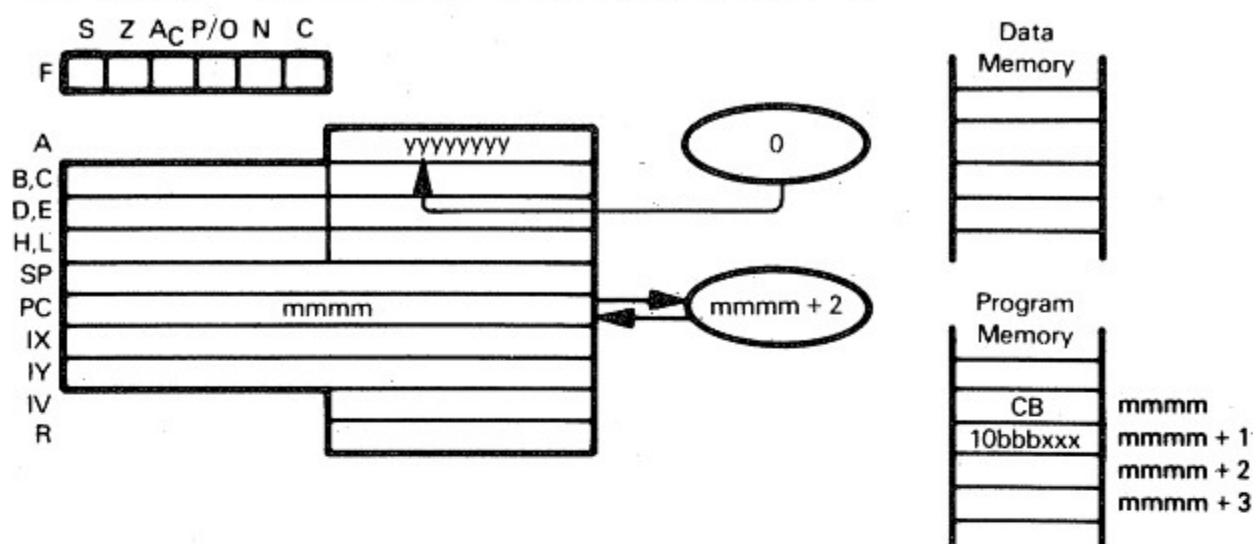 S Z AC P/O N C
F
A yyyyyyyy
B,C
D,E
H,L
SP
PC mmmm
IX
IY
IV
R
0
mmmm + 2
Data
Memory
Program
Memory
CB mmmm
10bbbxxx mmmm + 1
mmmm + 2
mmmm + 3